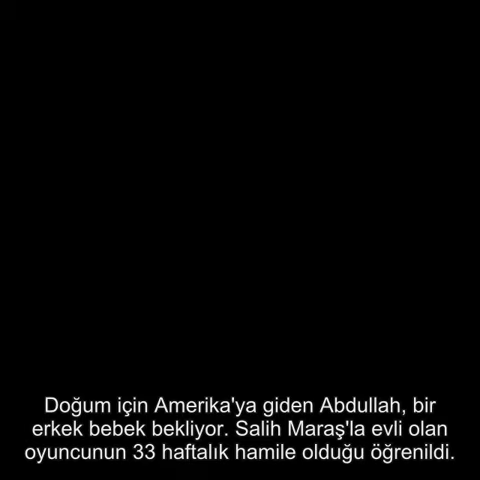 Doğum için Amerika'ya giden Abdullah, bir
erkek bebek bekliyor. Salih Maraş'la evli olan
oyuncunun 33 haftalık hamile olduğu öğrenildi.